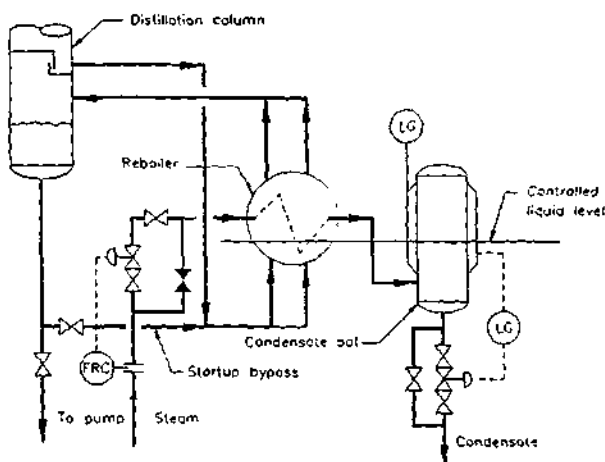 Distillation column
LG
Reboiler
Controlled
liquid level
Condensate pot
LG
FRC
Startup bypass
To pump
Steam
Condensate